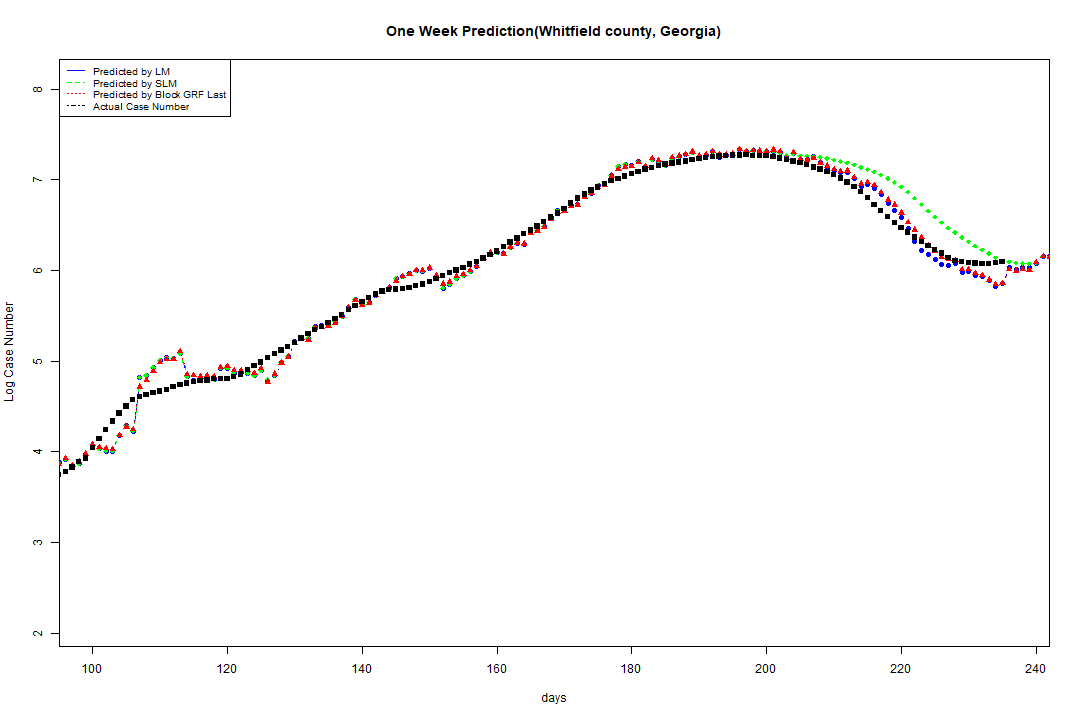 One Week Prediction(Whitfield county, Georgia)
Predicted by LM
Predicted by SLM
Predicted by Block GRF Last
Actual Case Number
8
7
6
5
4
3
2
Log Case Number
100 120 140 160 180 200 220 240
days